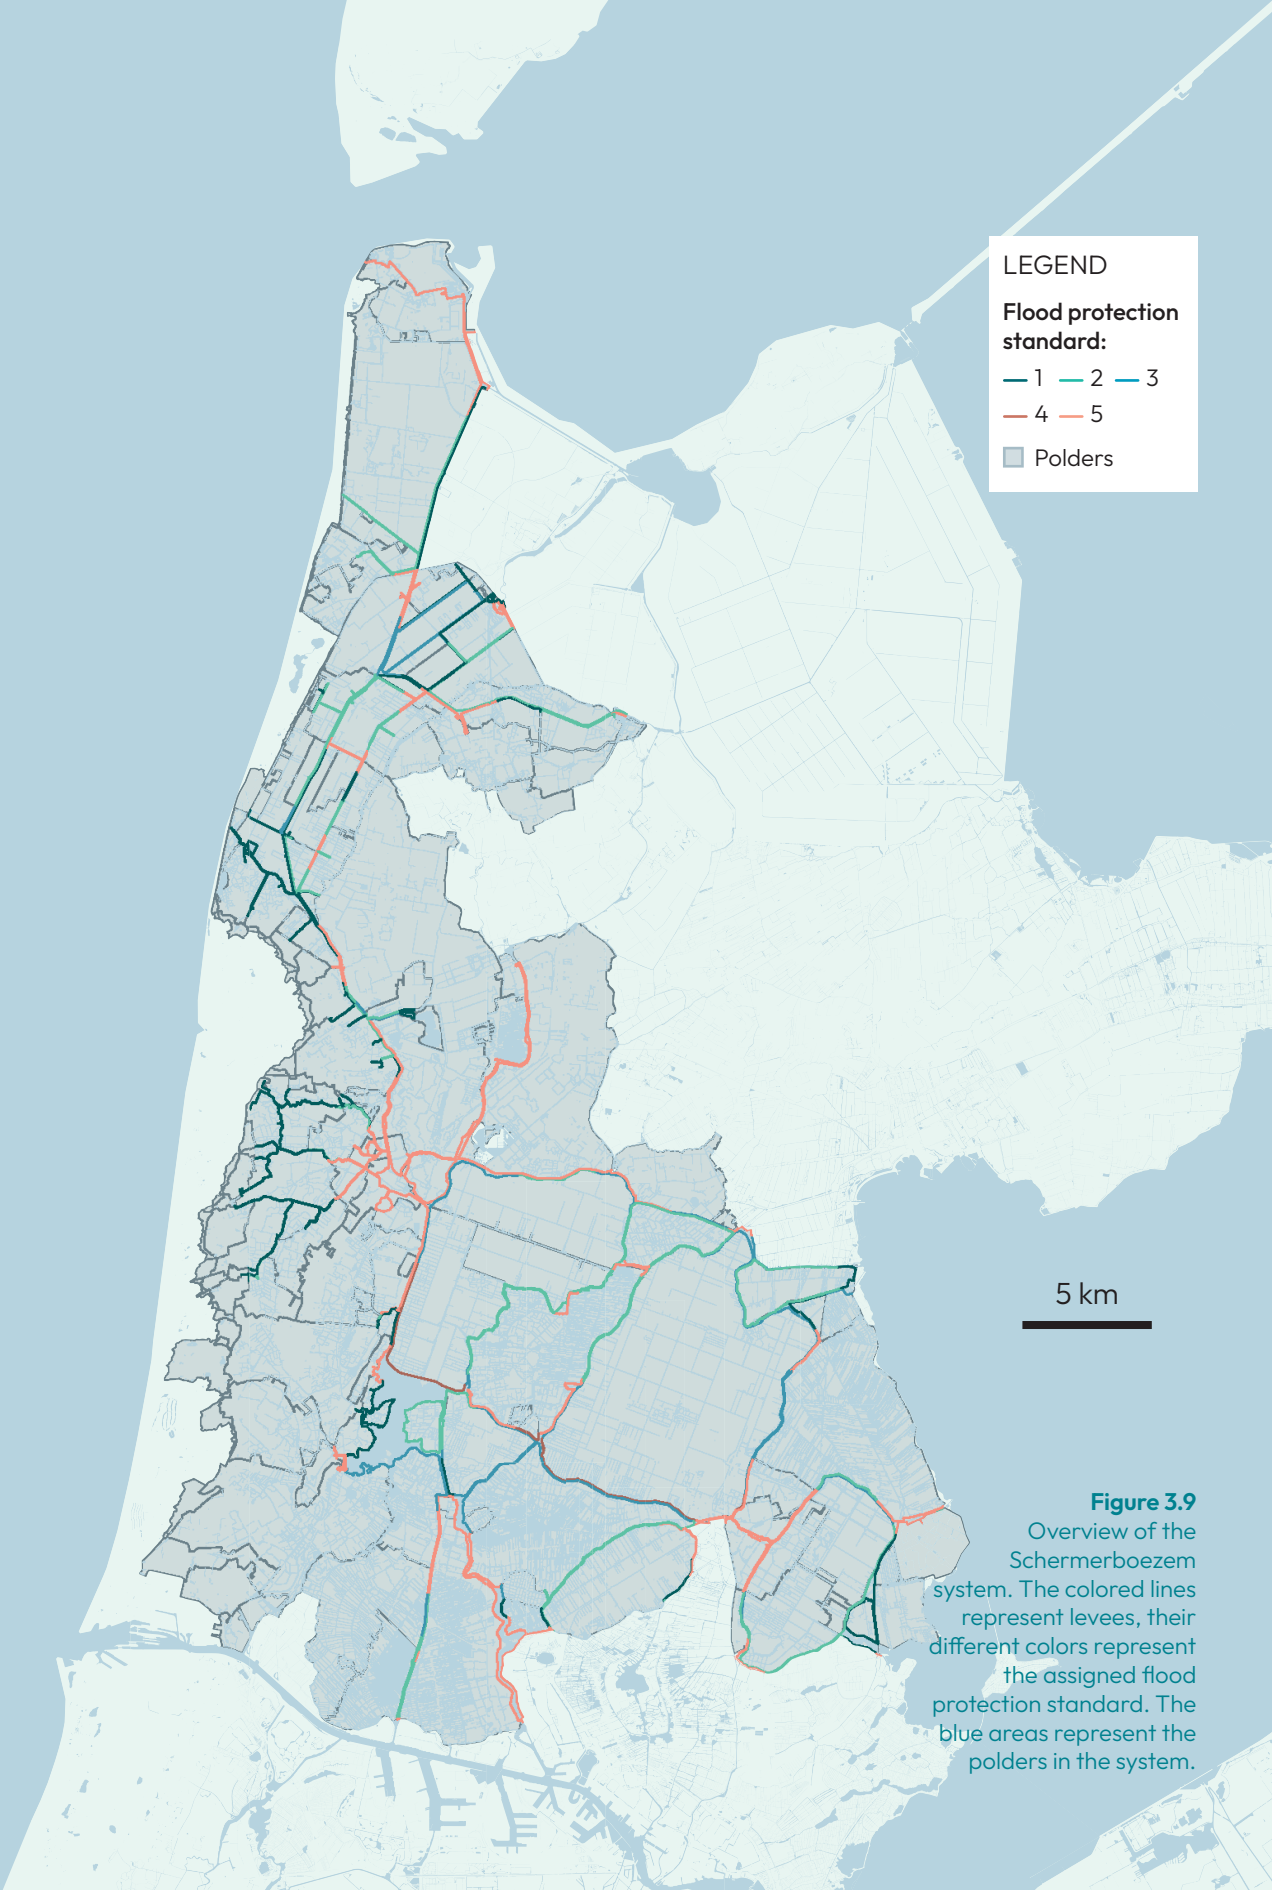 LEGEND
Flood protection
standard:
1 2 3
4 5
Polders
5 km
Figure 3.9
Overview of the
Schermerboezem
system. The colored lines
represent levees, their
different colors represent
the assigned flood
protection standard. The
blue areas represent the
polders in the system.